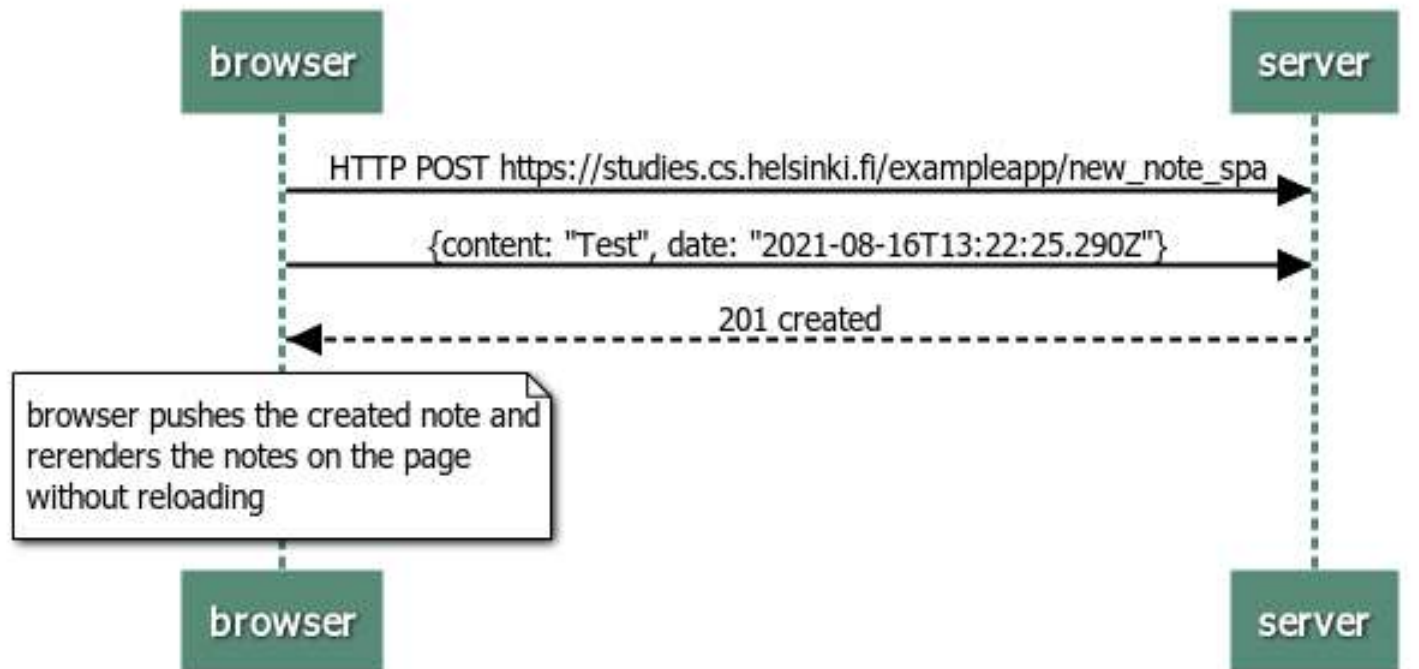 browser
server
HTTP POST https://studies.cs.helsinki.fi/exampleapp/new_note_spa
{content: "Test", date: "2021-08-16T13:22:25.290Z"}
201 created
browser pushes the created note and
rerenders the notes on the page
without reloading
browser
server